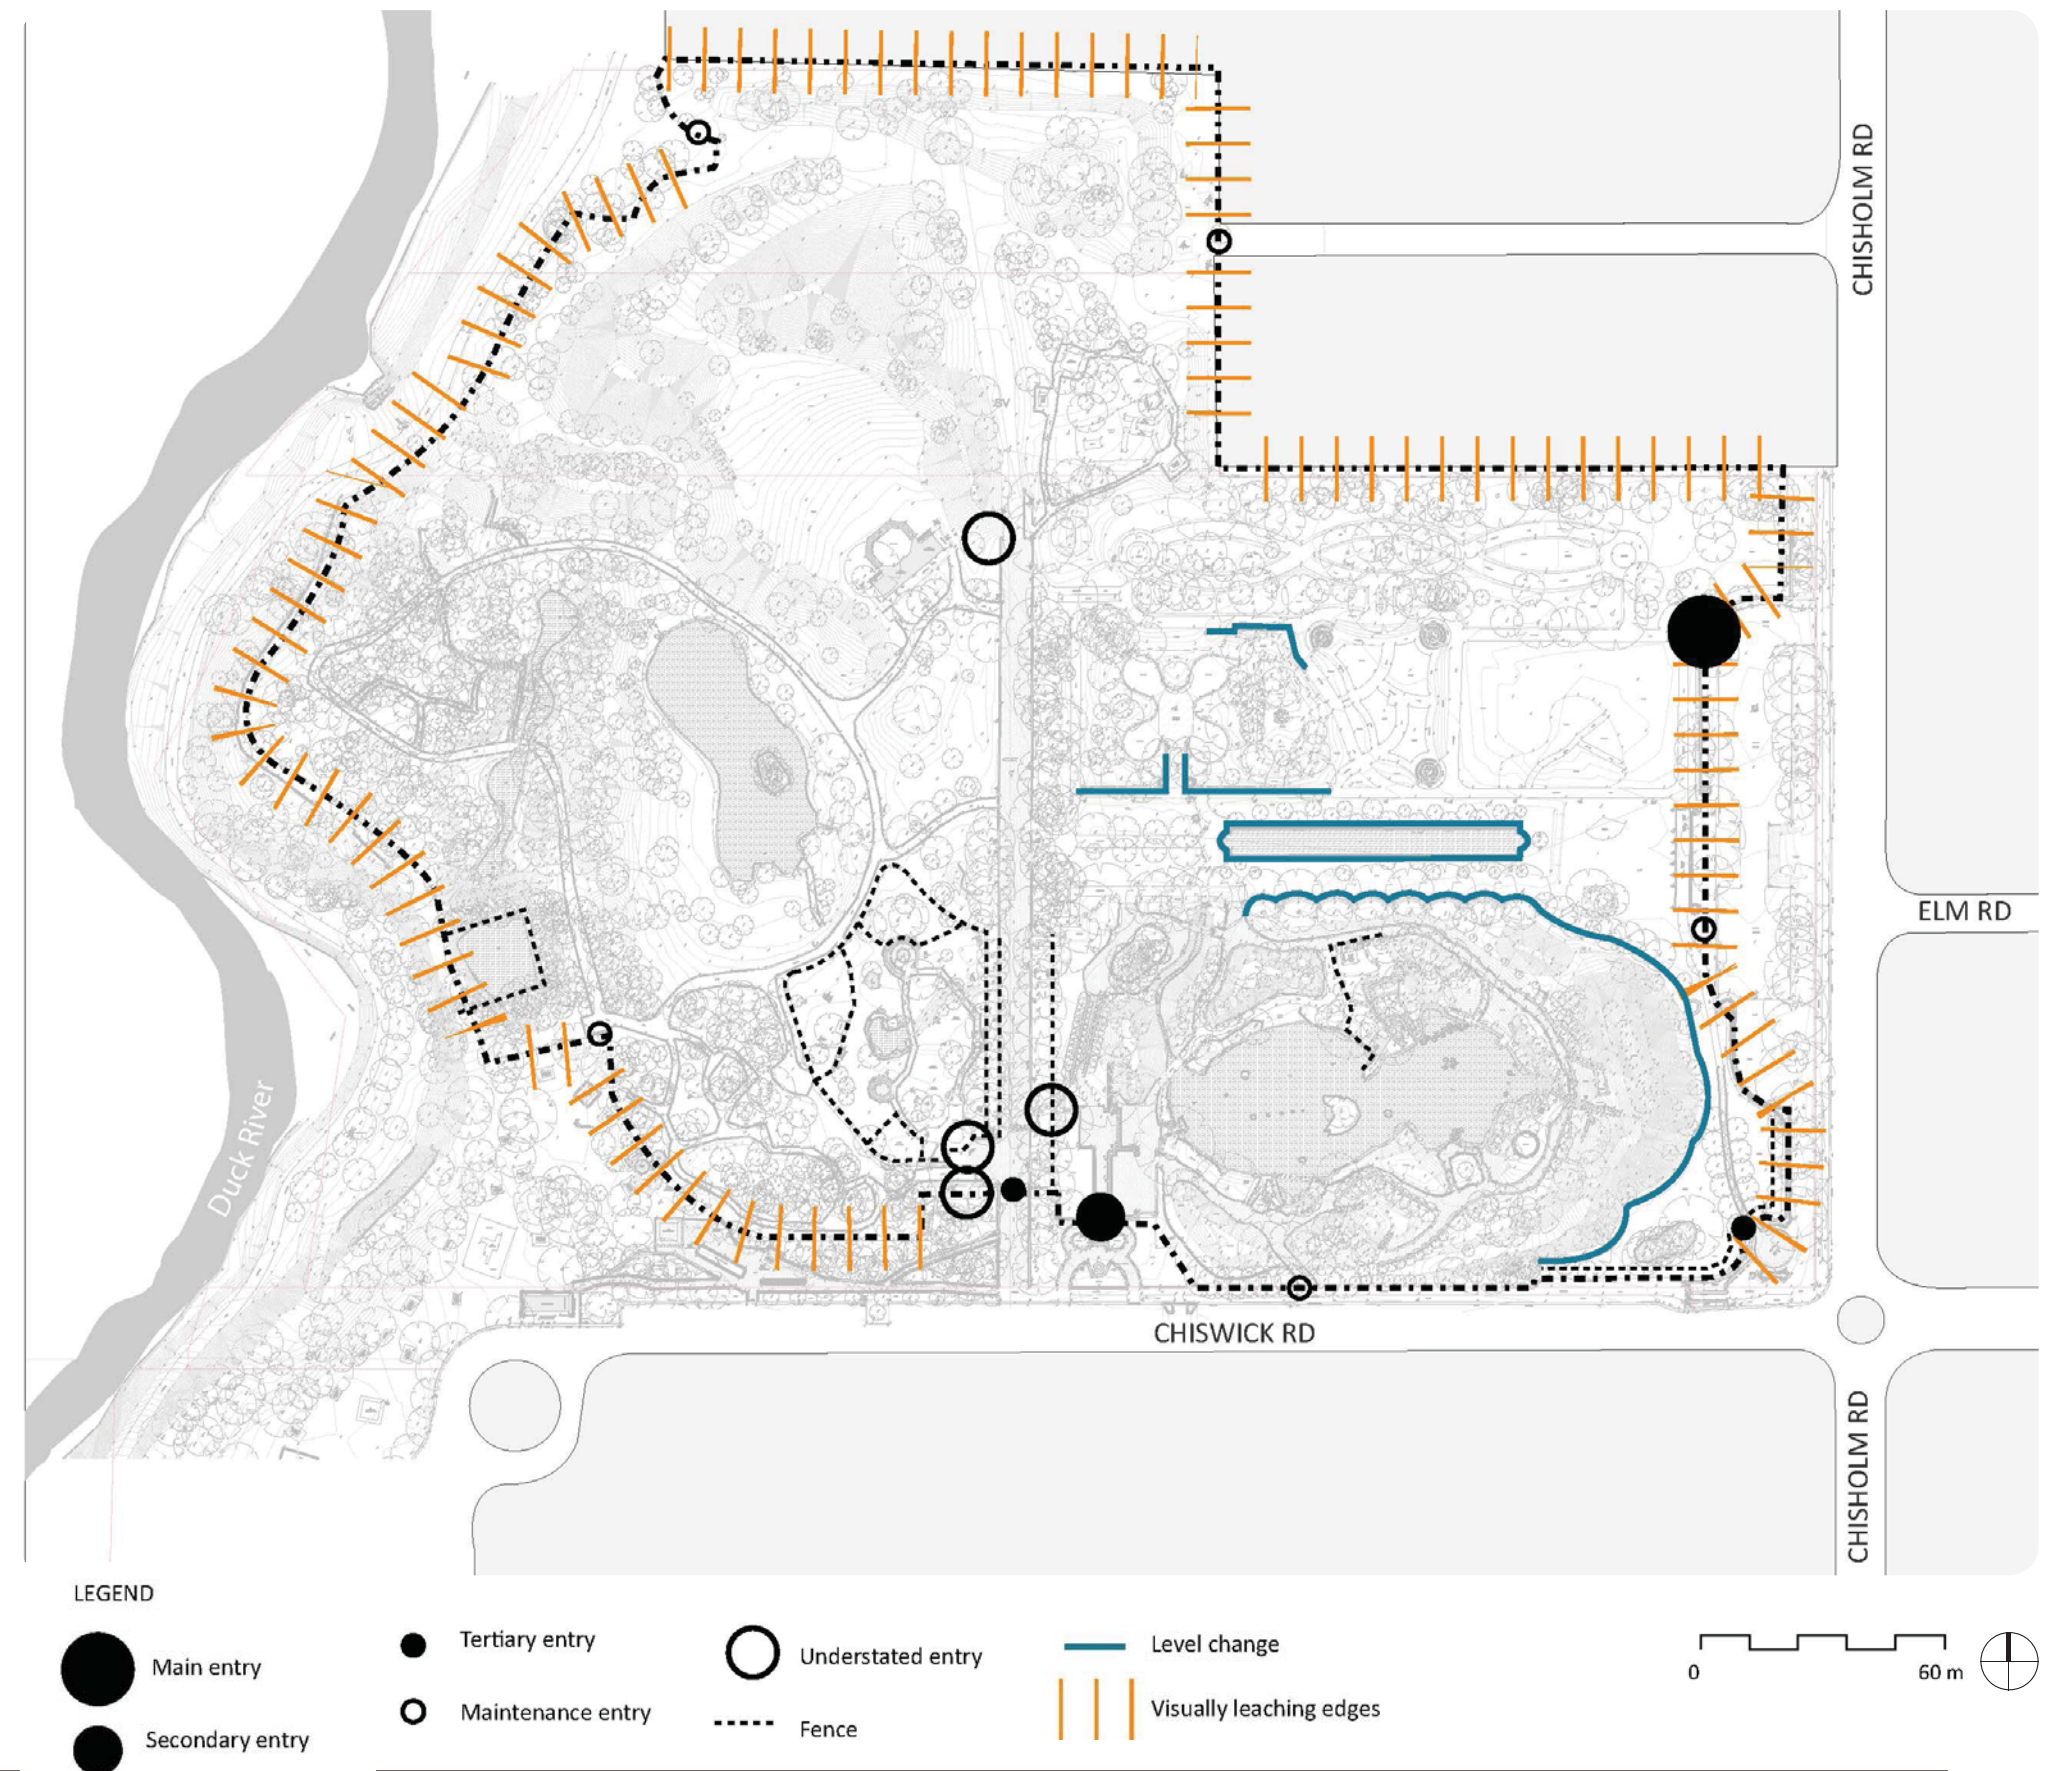 CHISHOLM RD
ELM RD
Duck River
CHISWICK RD
CHISHOLM RD
LEGEND
Main entry
Secondary entry
Tertiary entry
Maintenance entry
Understated entry
Fence
Level change
Visually leaching edges
0 60 m